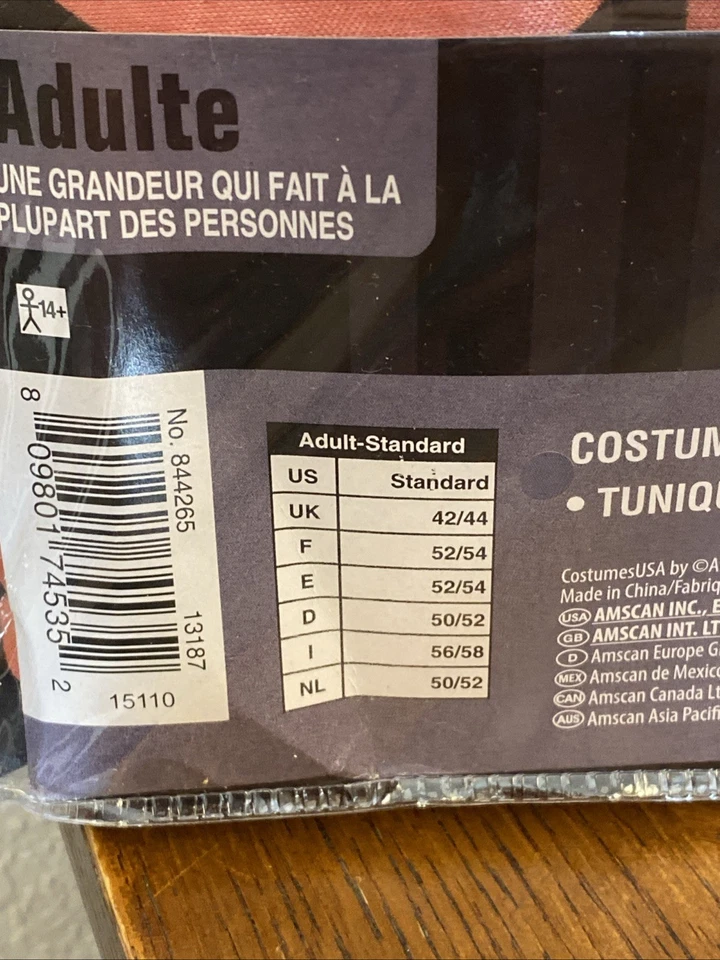 Adulte
UNE GRANDEUR QUI FAIT À LA
PLUPART DES PERSONNES
14+
8 09801 74535 2
No. 844265
13187
15110
Adult-Standard
US Standard
UK 42/44
F 52/54
E 52/54
D 50/52
I 56/58
NL 50/52
COSTUM
• TUNIQU
CostumesUSA by ©A
Made in China/Fabriq
USA AMSCAN INC., E
GB AMSCAN INT. LT
D Amscan Europe G
MEX Amscan de Mexico
CAN Amscan Canada Lt
AUS Amscan Asia Pacifi